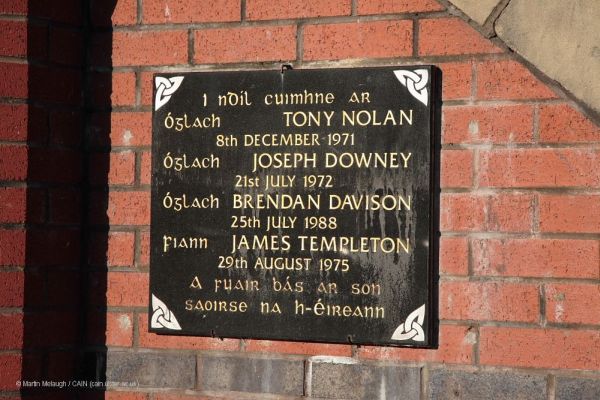 I ndíl cuimhne ar
Óglach TONY NOLAN
8th DECEMBER 1971
Óglach JOSEPH DOWNEY
21st JULY 1972
Óglach BRENDAN DAVISON
25th JULY 1988
Fiann JAMES TEMPLETON
29th AUGUST 1975
A fuair bás ar son
saoirse na h-éireann
© Martin Melaugh / CAIN (cain.ulster.ac.uk)